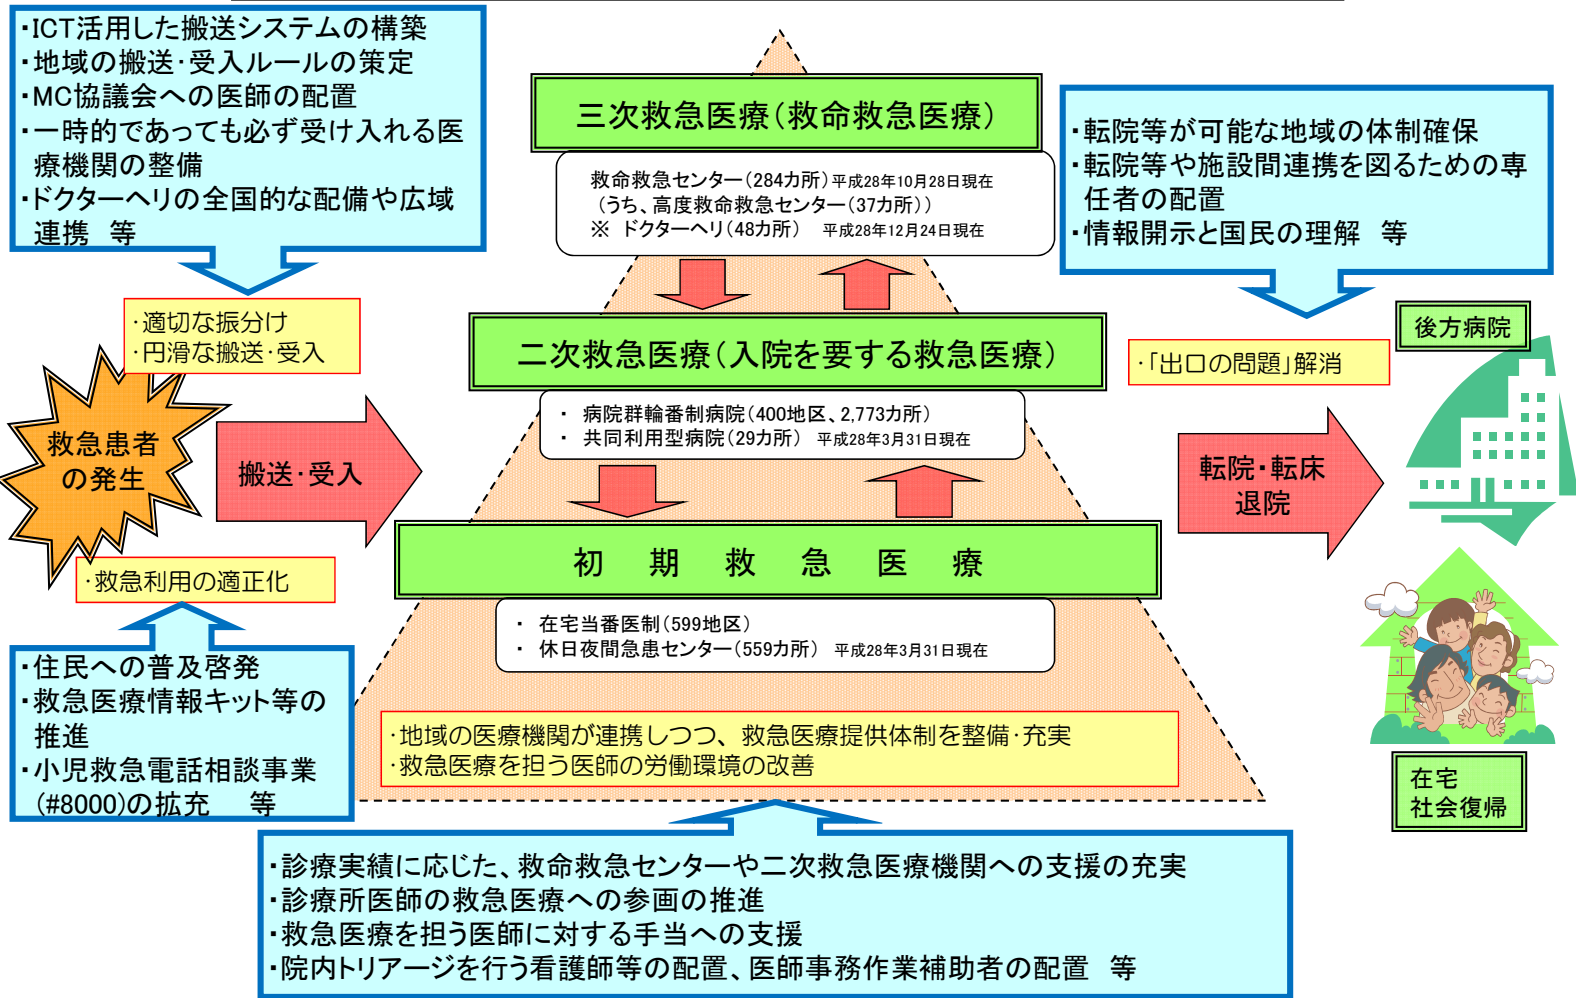 ・ICT活用した搬送システムの構築
・地域の搬送・受入ルールの策定
・MC協議会への医師の配置
・一時的であっても必ず受け入れる医
療機関の整備
・ドクターヘリの全国的な配備や広域
連携 等
・適切な振分け
・円滑な搬送・受入
救急患者
の発生
搬送・受入
・救急利用の適正化
・住民への普及啓発
・救急医療情報キット等の
推進
・小児救急電話相談事業
(#8000)の拡充 等
三次救急医療(救命救急医療)
救命救急センター(284カ所)平成28年10月28日現在
(うち、高度救命救急センター(37カ所))
※ ドクターヘリ(48カ所) 平成28年12月24日現在
二次救急医療(入院を要する救急医療)
・ 病院群輪番制病院(400地区、2,773カ所)
・ 共同利用型病院(29カ所) 平成28年3月31日現在
初 期 救 急 医 療
・ 在宅当番医制(599地区)
・ 休日夜間急患センター(559カ所) 平成28年3月31日現在
・地域の医療機関が連携しつつ、救急医療提供体制を整備・充実
・救急医療を担う医師の労働環境の改善
・診療実績に応じた、救命救急センターや二次救急医療機関への支援の充実
・診療所医師の救急医療への参画の推進
・救急医療を担う医師に対する手当への支援
・院内トリアージを行う看護師等の配置、医師事務作業補助者の配置 等
・転院等が可能な地域の体制確保
・転院等や施設間連携を図るための専
任者の配置
・情報開示と国民の理解 等
・「出口の問題」解消
後方病院
転院・転床
退院
在宅
社会復帰